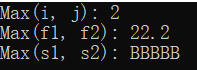 Max(i, j): 2
Max(f1, f2): 22.2
Max(s1, s2): BBBBB